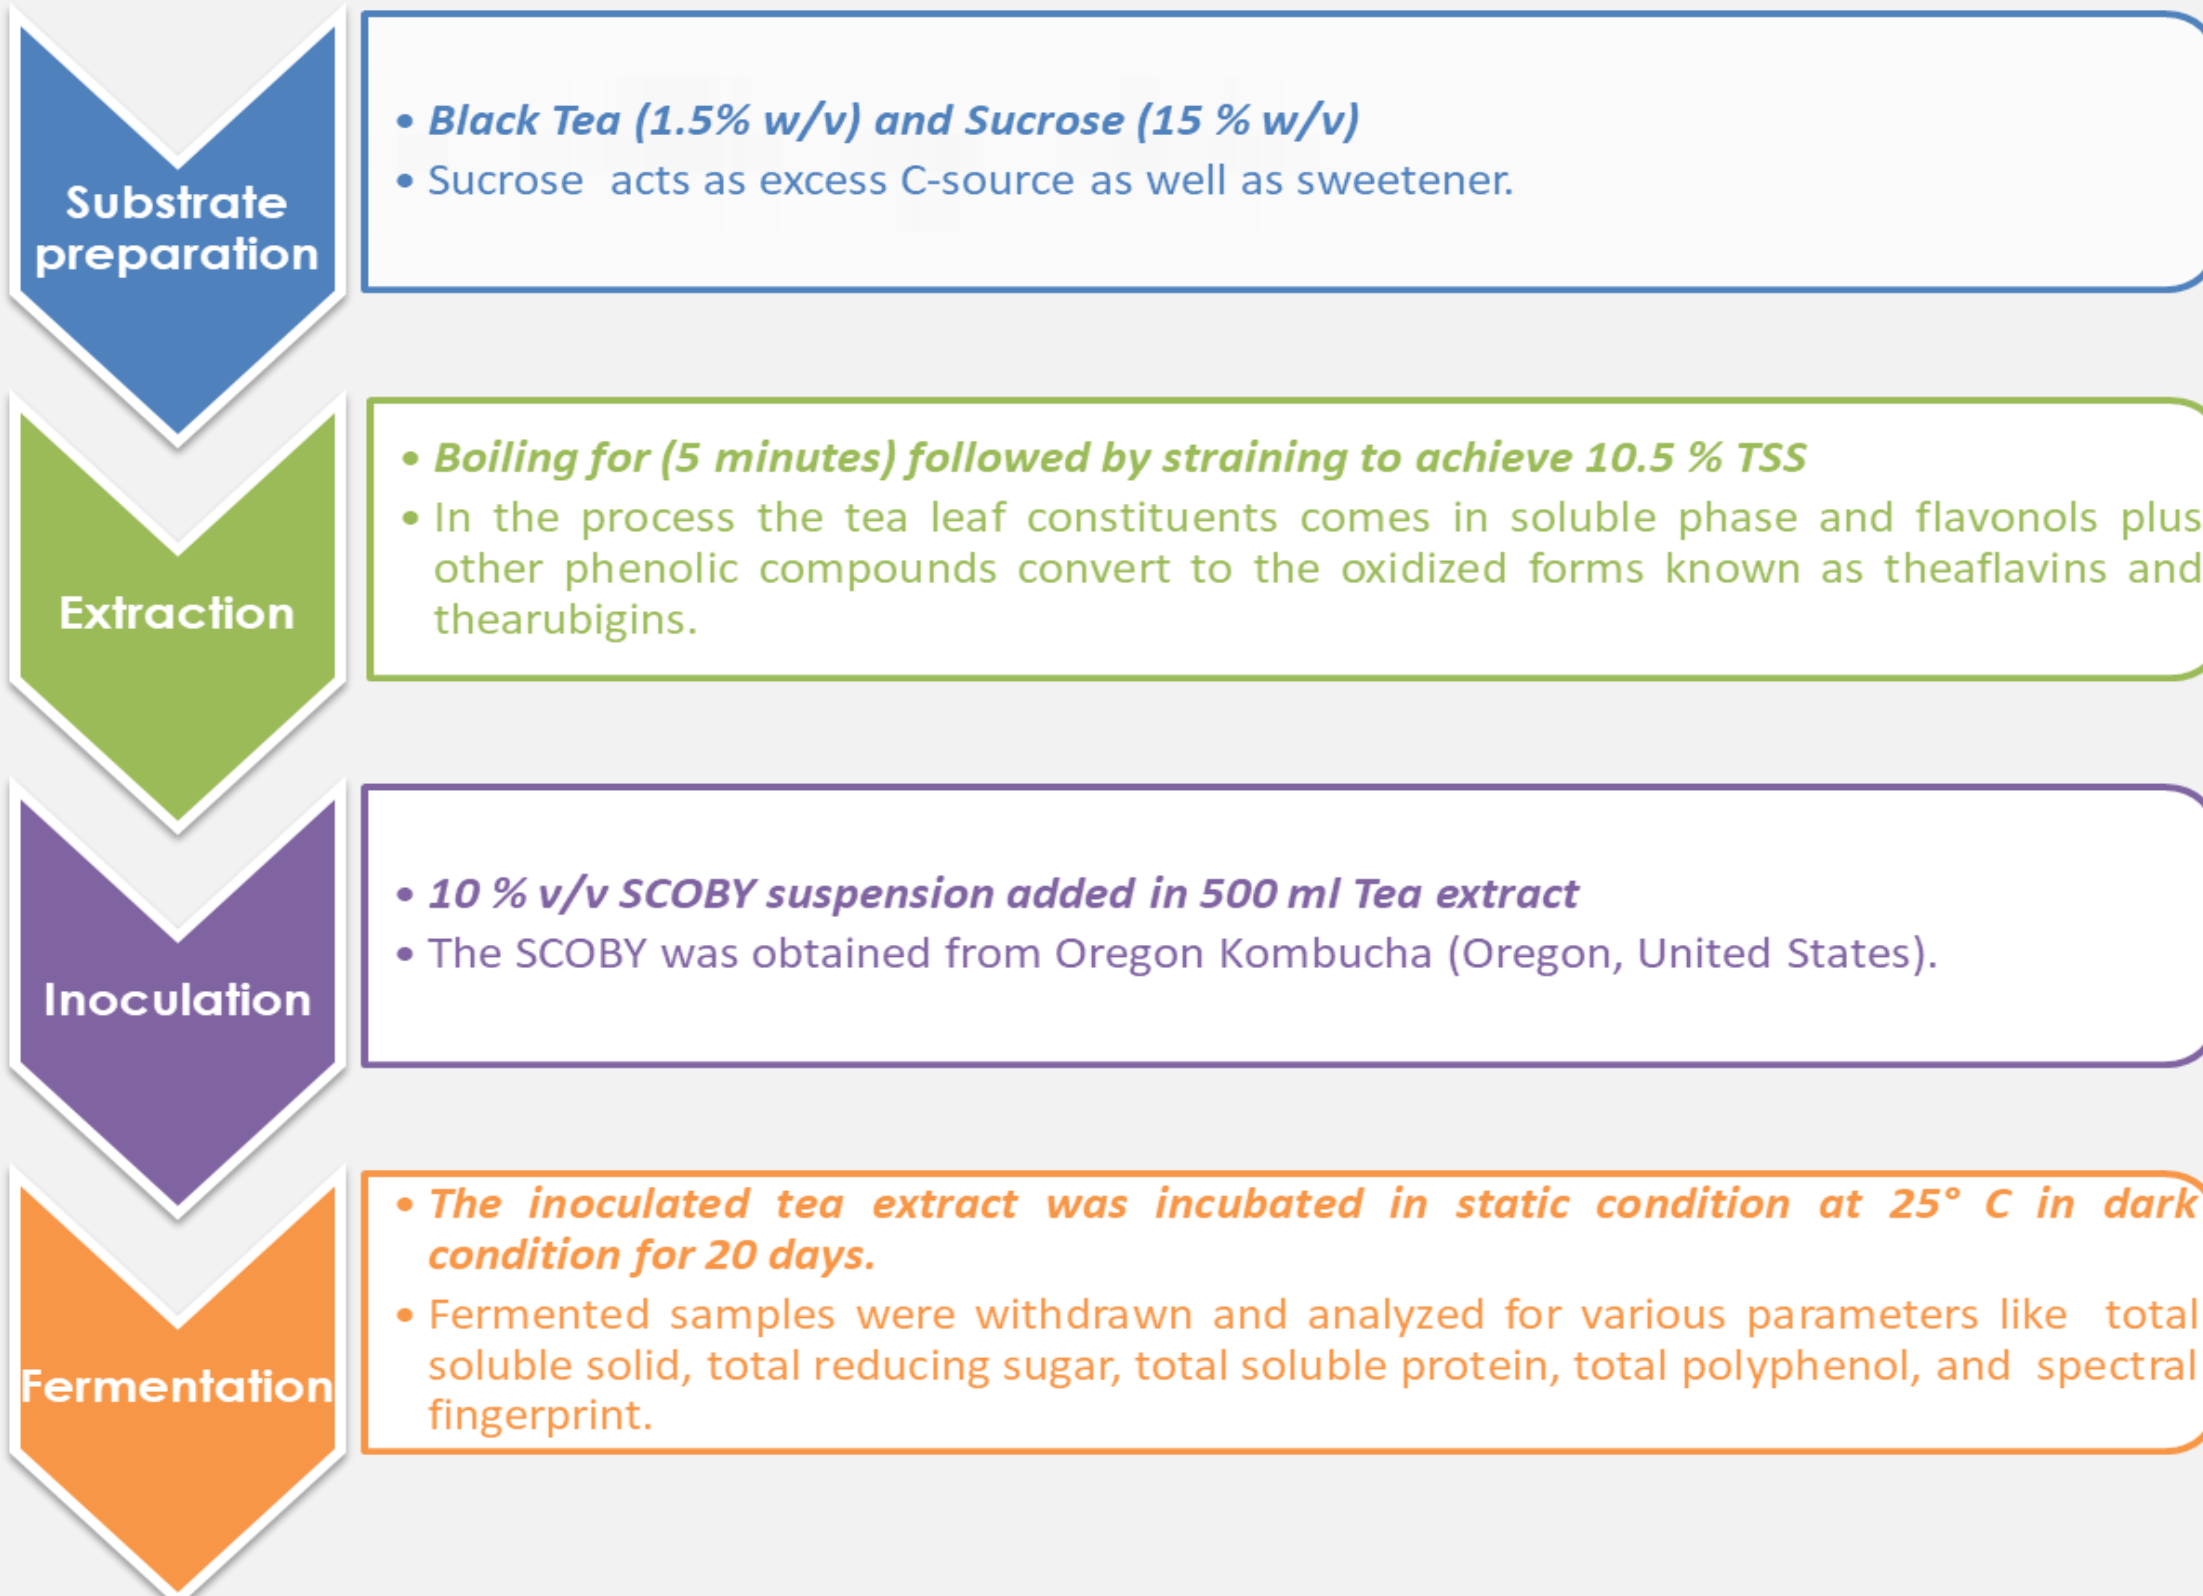 Substrate
preparation
• Black Tea (1.5% w/v) and Sucrose (15 % w/v)
• Sucrose acts as excess C-source as well as sweetener.
Extraction
• Boiling for (5 minutes) followed by straining to achieve 10.5 % TSS
• In the process the tea leaf constituents comes in soluble phase and flavonols plus
other phenolic compounds convert to the oxidized forms known as theaflavins and
thearubigins.
Inoculation
• 10 % v/v SCOBY suspension added in 500 ml Tea extract
• The SCOBY was obtained from Oregon Kombucha (Oregon, United States).
Fermentation
• The inoculated tea extract was incubated in static condition at 25° C in dark
condition for 20 days.
• Fermented samples were withdrawn and analyzed for various parameters like total
soluble solid, total reducing sugar, total soluble protein, total polyphenol, and spectral
fingerprint.